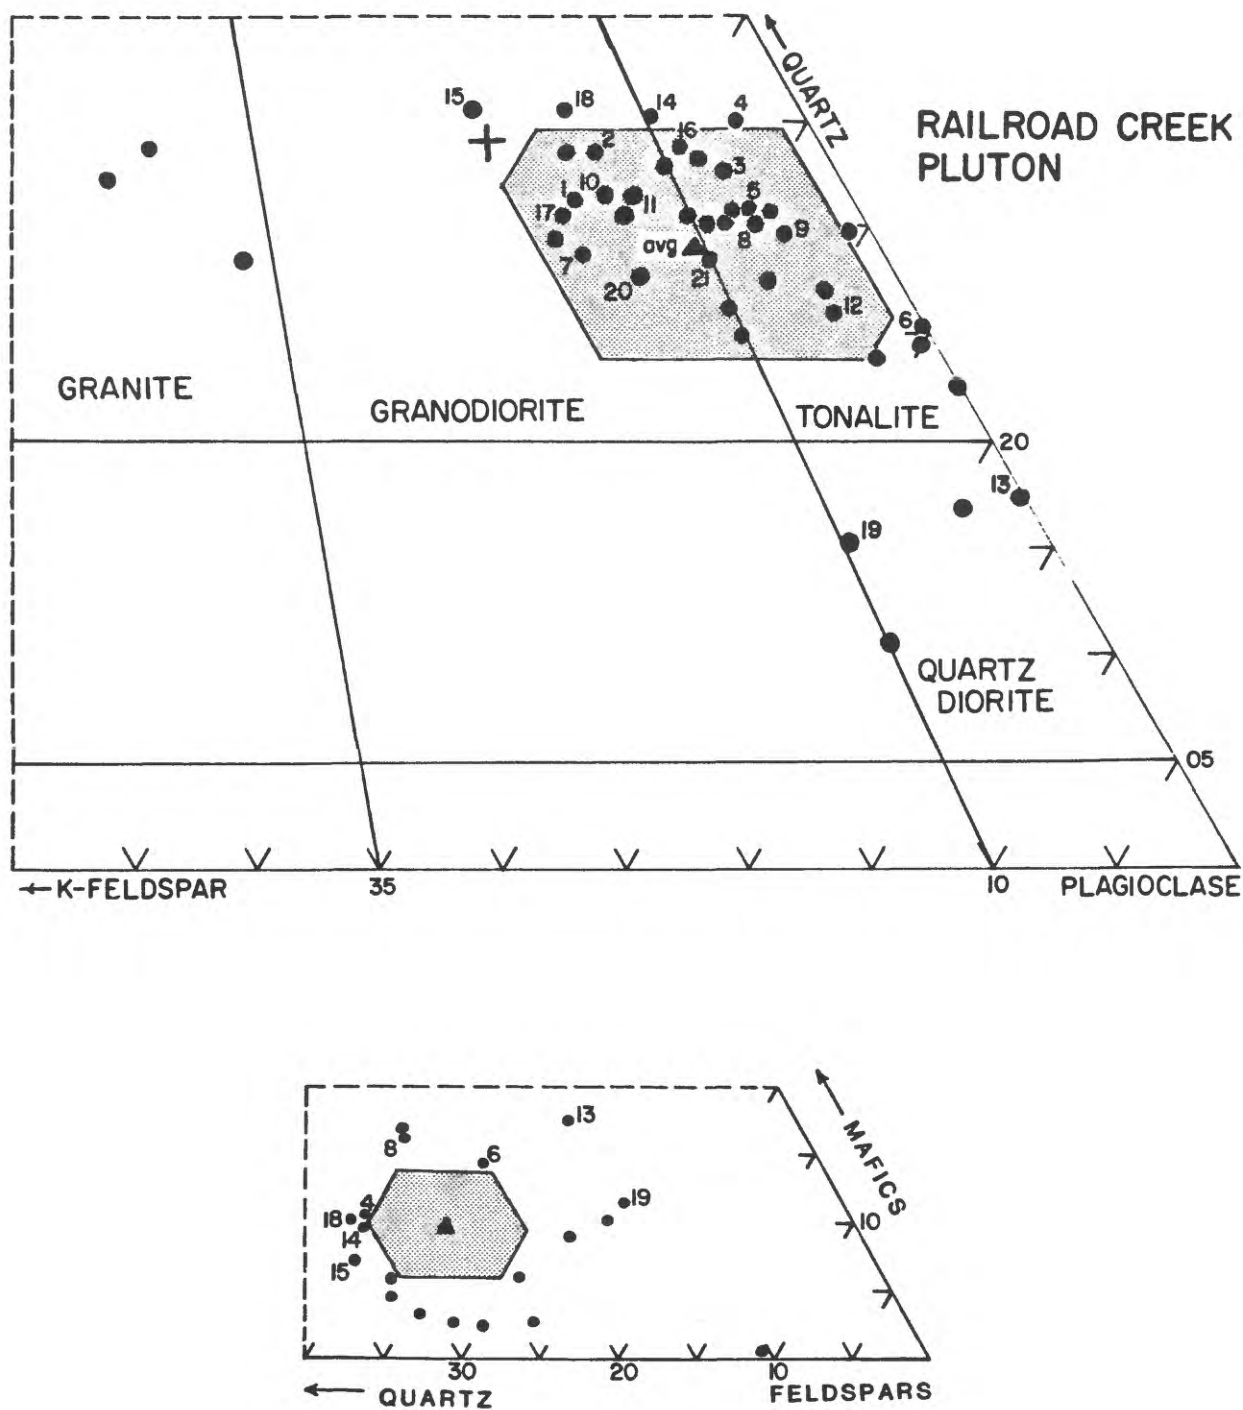 QUARTZ
RAILROAD CREEK
PLUTON
15
18
14
4
16
2
3
1
10
11
5
17
8
9
avg
7
20
21
12
6
GRANITE
GRANODIORITE
TONALITE
20
13
19
QUARTZ
DIORITE
05
←K-FELDSPAR
35
10
PLAGIOCLASE
MAFICS
13
8
6
4
18
14
19
10
15
30
20
10
← QUARTZ
FELDSPARS